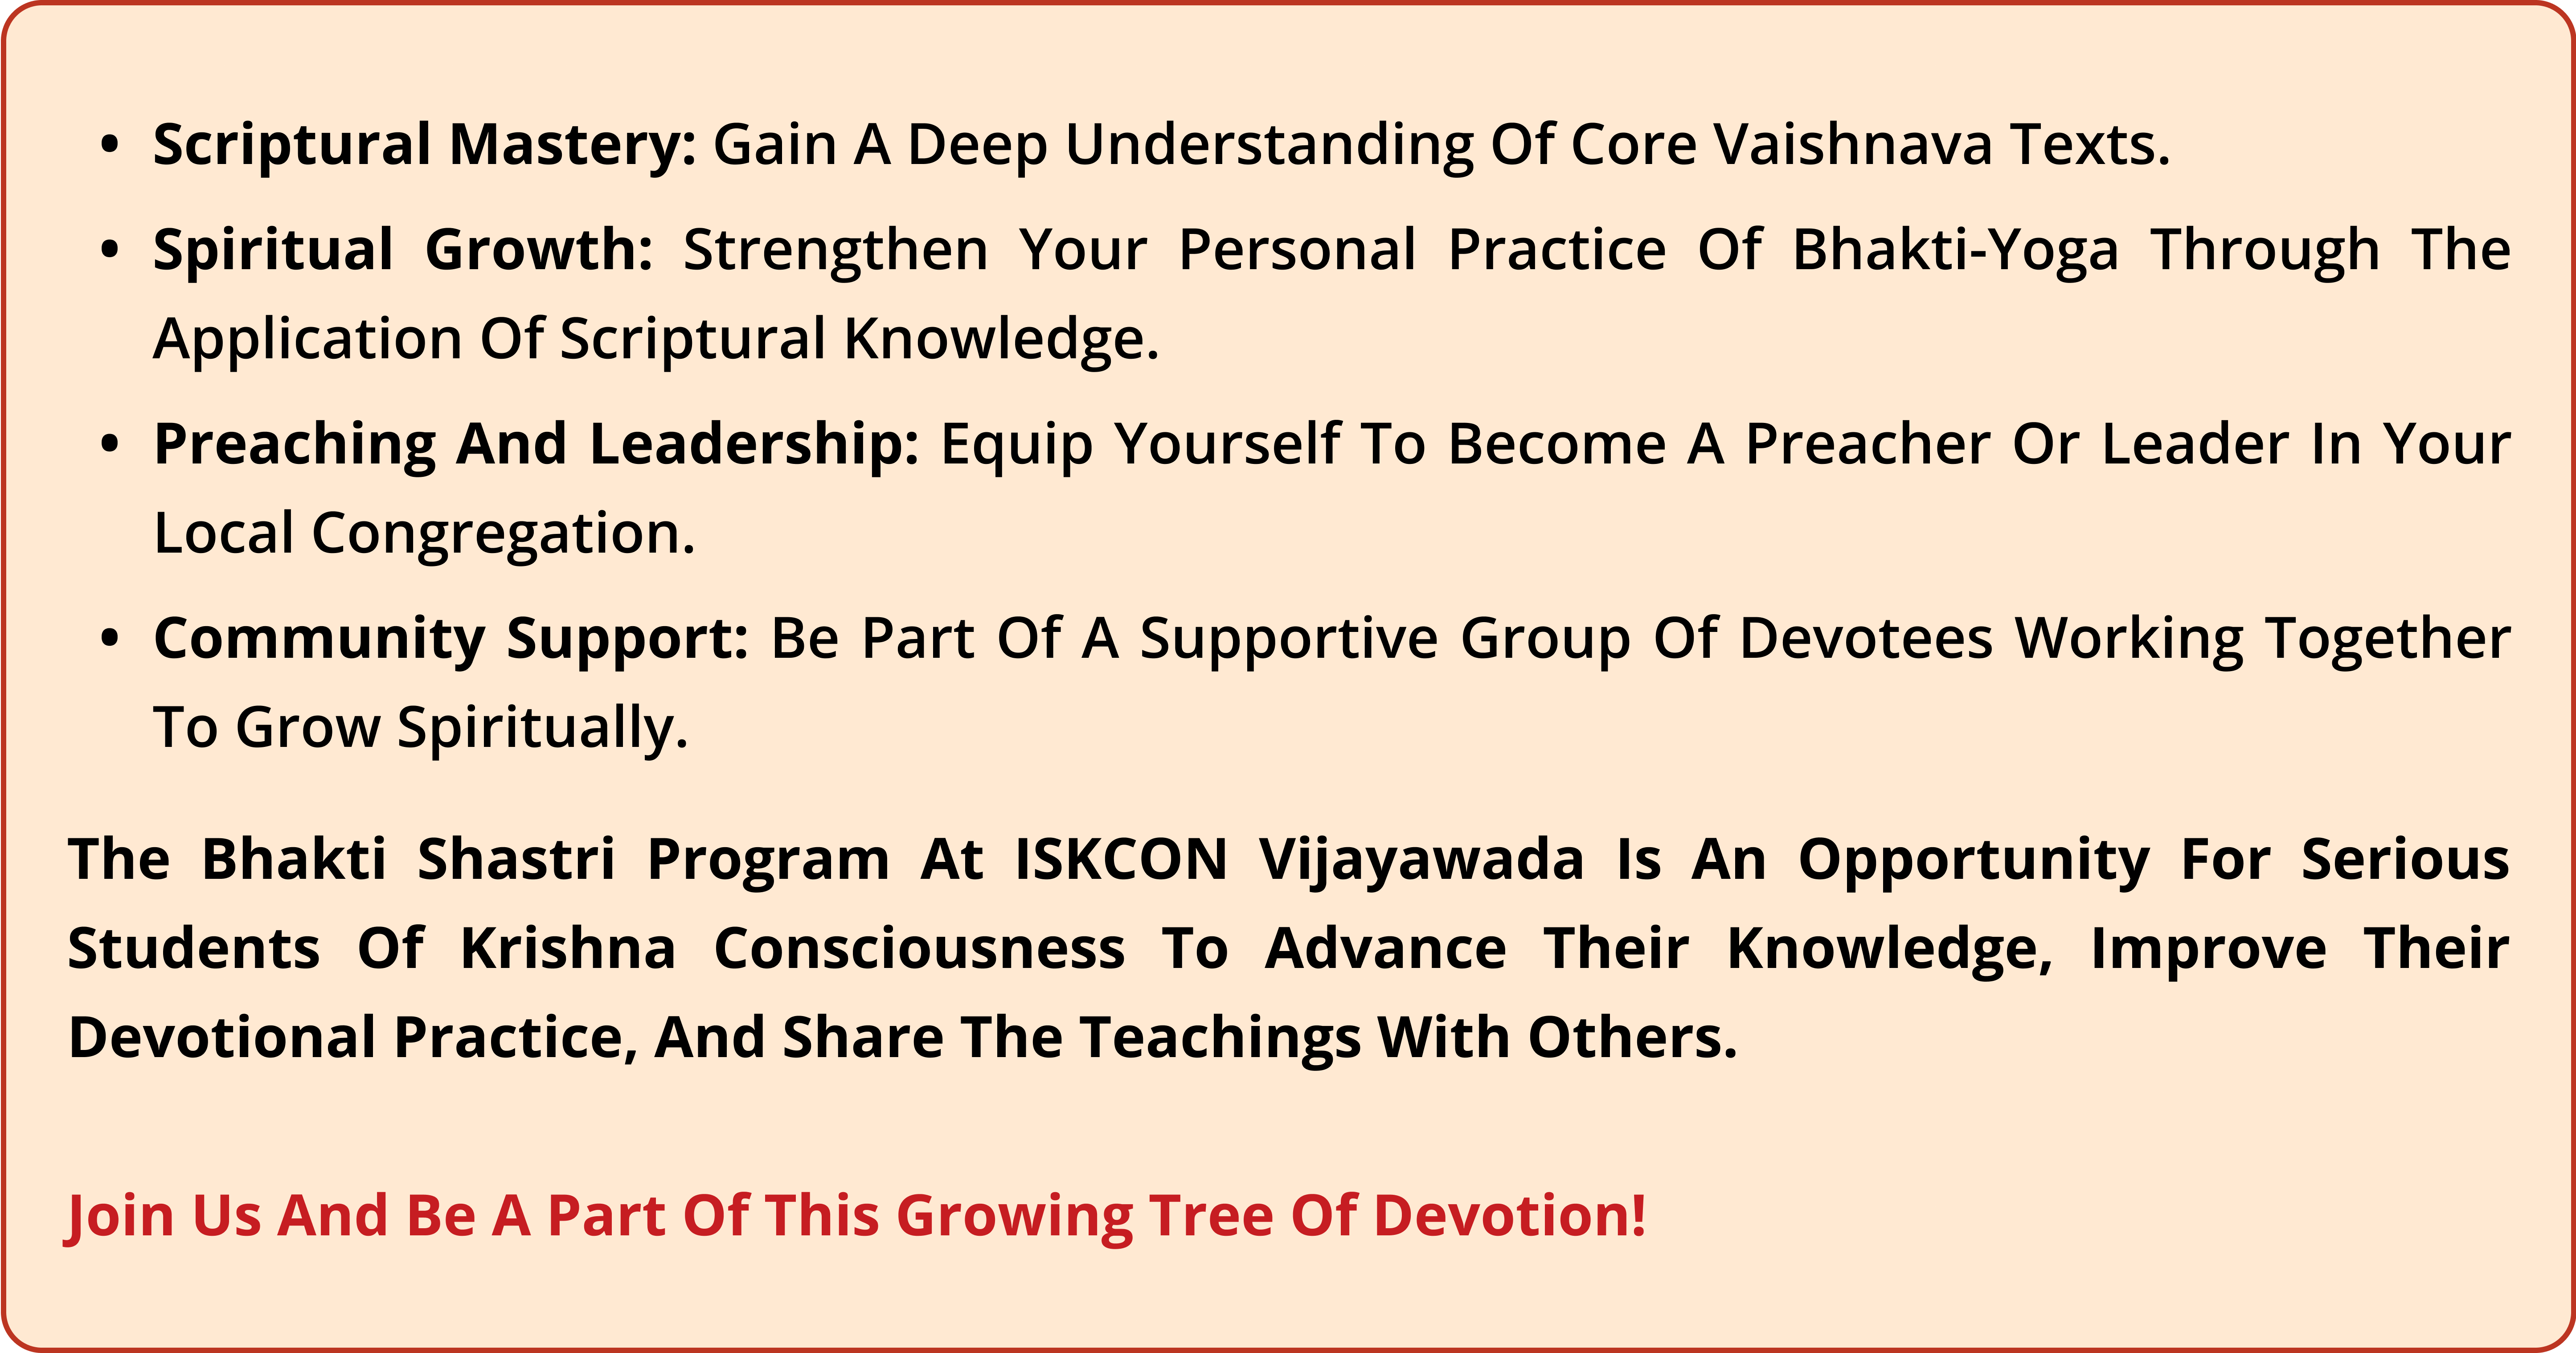 • Scriptural Mastery: Gain A Deep Understanding Of Core Vaishnava Texts.
• Spiritual Growth: Strengthen Your Personal Practice Of Bhakti-Yoga Through The
Application Of Scriptural Knowledge.
• Preaching And Leadership: Equip Yourself To Become A Preacher Or Leader In Your
Local Congregation.
• Community Support: Be Part Of A Supportive Group Of Devotees Working Together
To Grow Spiritually.
The Bhakti Shastri Program At ISKCON Vijayawada Is An Opportunity For Serious
Students Of Krishna Consciousness To Advance Their Knowledge, Improve Their
Devotional Practice, And Share The Teachings With Others.
Join Us And Be A Part Of This Growing Tree Of Devotion!